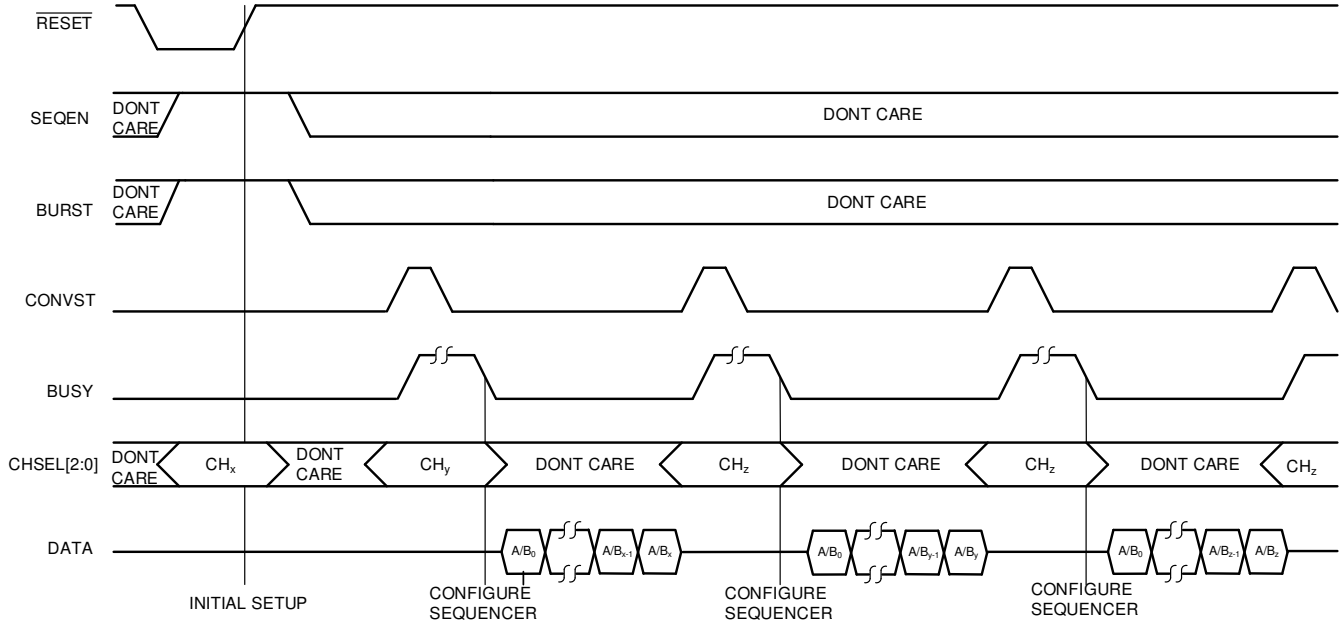 RESET
SEQEN
DONT
CARE
DONT CARE
BURST
DONT
CARE
DONT CARE
CONVST
BUSY
CHSEL[2:0]
DONT
CARE
CHx
DONT
CARE
CHy
DONT CARE
CHz
DONT CARE
CHz
DONT CARE
CHz
DATA
A/B0
A/Bx-1
A/Bx
A/B0
A/By-1
A/By
A/B0
A/Bz-1
A/Bz
INITIAL SETUP
CONFIGURE
SEQUENCER
CONFIGURE
SEQUENCER
CONFIGURE
SEQUENCER